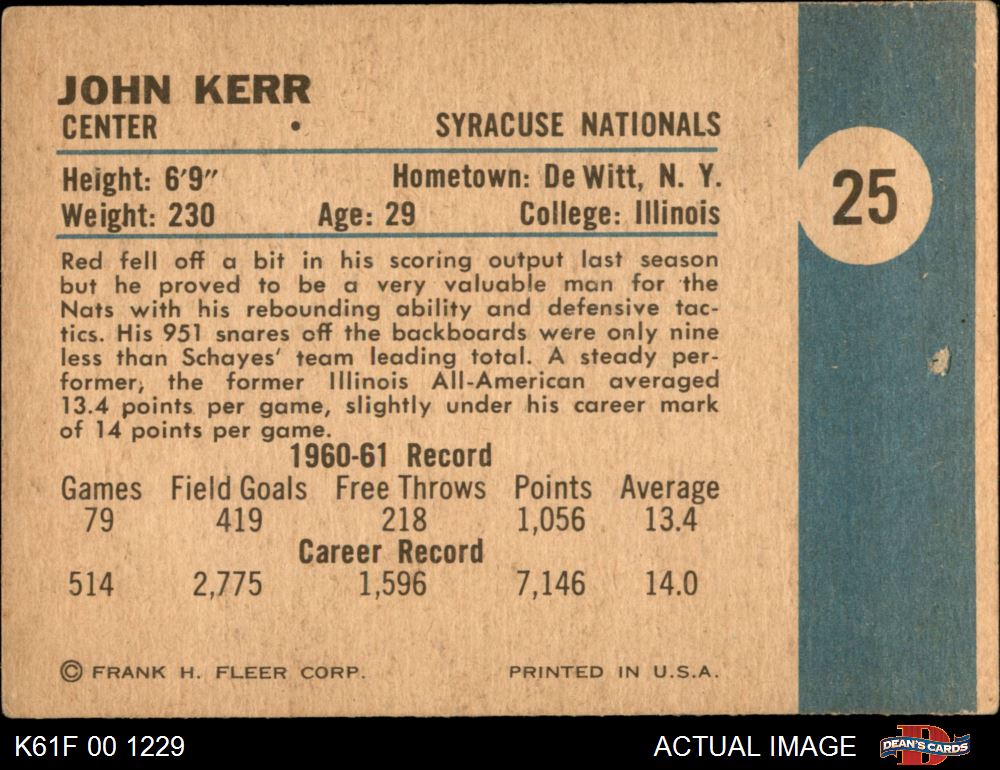 JOHN KERR
CENTER • SYRACUSE NATIONALS
25
Height: 6'9" Hometown: De Witt, N. Y.
Weight: 230 Age: 29 College: Illinois
Red fell off a bit in his scoring output last season
but he proved to be a very valuable man for the
Nats with his rebounding ability and defensive tac-
tics. His 951 snares off the backboards were only nine
less than Schayes' team leading total. A steady per-
former, the former Illinois All-American averaged
13.4 points per game, slightly under his career mark
of 14 points per game.
1960-61 Record
Games Field Goals Free Throws Points Average
79 419 218 1,056 13.4
Career Record
514 2,775 1,596 7,146 14.0
© FRANK H. FLEER CORP. PRINTED IN U.S.A.
K61F 00 1229 ACTUAL IMAGE DEAN'S CARDS